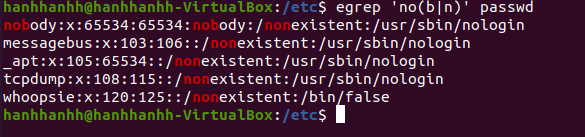 hanhhanhh@hanhhanhh-VirtualBox:/etc$ egrep 'no(b|n)' passwd
nobody:x:65534:65534:nobody:/nonexistent:/usr/sbin/nologin
messagebus:x:103:106::/nonexistent:/usr/sbin/nologin
_apt:x:105:65534::/nonexistent:/usr/sbin/nologin
tcpdump:x:108:115::/nonexistent:/usr/sbin/nologin
whoopsie:x:120:125::/nonexistent:/bin/false
hanhhanhh@hanhhanhh-VirtualBox:/etc$